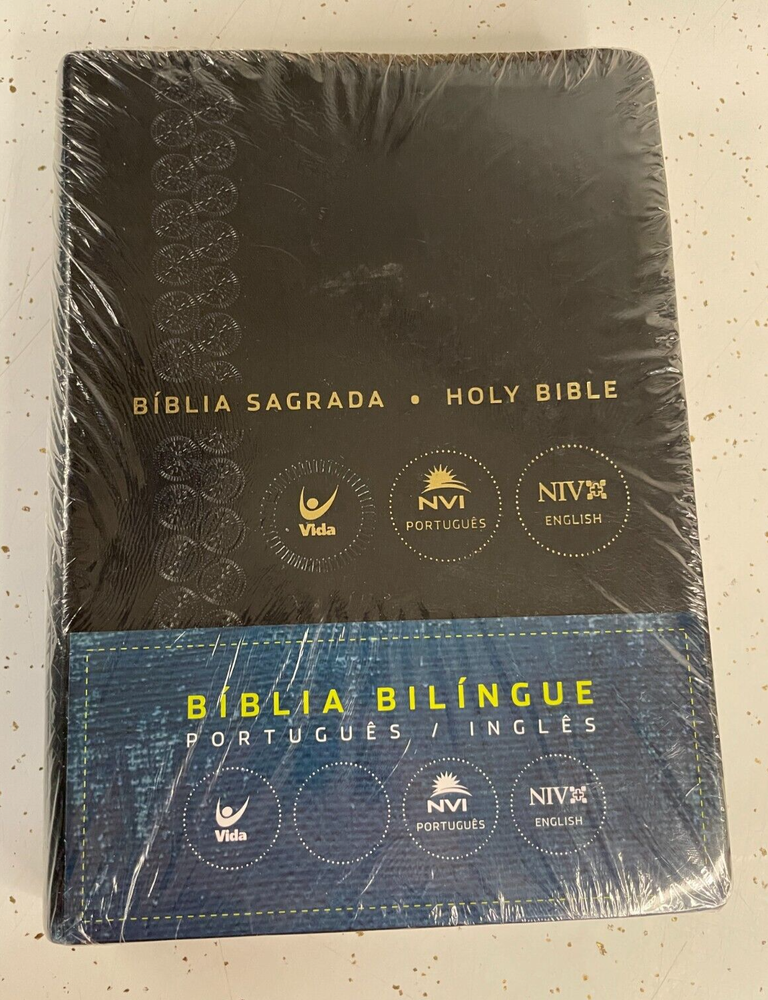 BÍBLIA SAGRADA • HOLY BIBLE
Vida
NVI
PORTUGUÊS
NIV
ENGLISH
BÍBLIA BILÍNGUE
PORTUGUÊS / INGLÊS
Vida
NVI
PORTUGUÊS
NIV
ENGLISH